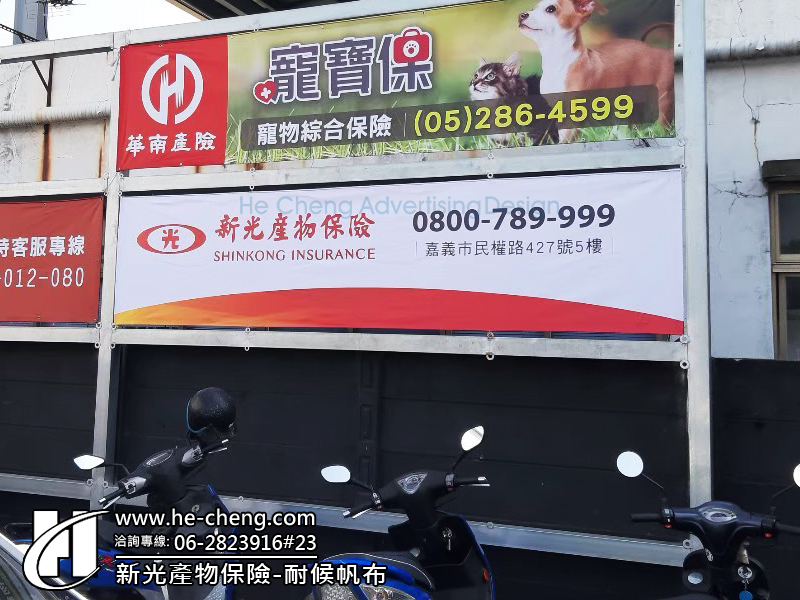 寵寶保
華南產險
寵物綜合保險 (05)286-4599
He Cheng Advertising Design
光 新光產物保險
SHINKONG INSURANCE
0800-789-999
嘉義市民權路427號5樓
時客服專線
-012-080
www.he-cheng.com
洽詢專線: 06-2823916#23
新光產物保險-耐候帆布